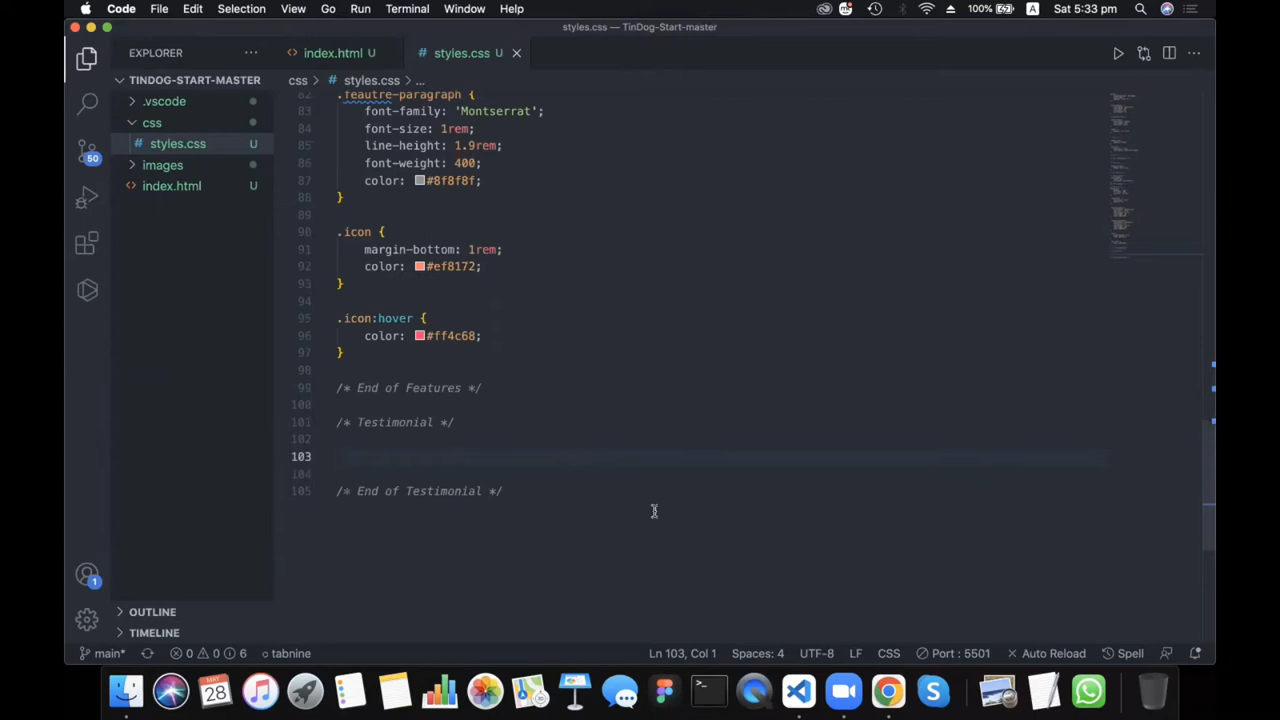 Code File Edit Selection View Go Run Terminal Window Help 100% A Sat 5:33 pm
styles.css — TinDog-Start-master
EXPLORER ··· index.html U styles.css U
TINDOG-START-MASTER css > styles.css > ...
.vscode
css
styles.css U
images
index.html U
50
82 .feautre-paragraph {
83 font-family: 'Montserrat';
84 font-size: 1rem;
85 line-height: 1.9rem;
86 font-weight: 400;
87 color: #8f8f8f;
88 }
89
90 .icon {
91 margin-bottom: 1rem;
92 color: #ef8172;
93 }
94
95 .icon:hover {
96 color: #ff4c68;
97 }
98
99 /* End of Features */
100
101 /* Testimonial */
102
103
104
105 /* End of Testimonial */
1
OUTLINE
TIMELINE
main* 0 0 6 tabnine Ln 103, Col 1 Spaces: 4 UTF-8 LF CSS Port : 5501 Auto Reload Spell
MAY
28